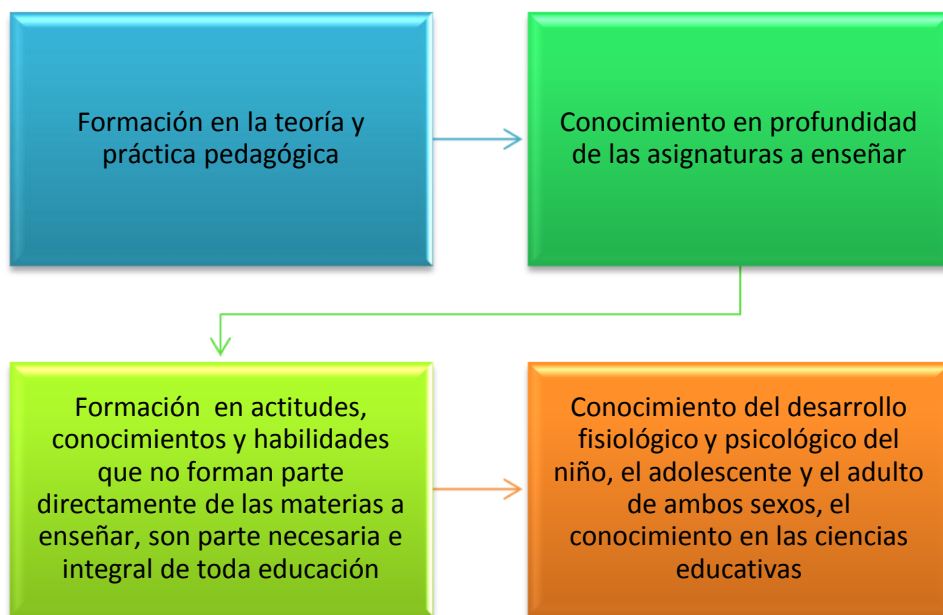 Formación en la teoría y
práctica pedagógica
Conocimiento en profundidad
de las asignaturas a enseñar
Formación en actitudes,
conocimientos y habilidades
que no forman parte
directamente de las materias a
enseñar, son parte necesaria e
integral de toda educación
Conocimiento del desarrollo
fisiológico y psicológico del
niño, el adolescente y el adulto
de ambos sexos, el
conocimiento en las ciencias
educativas